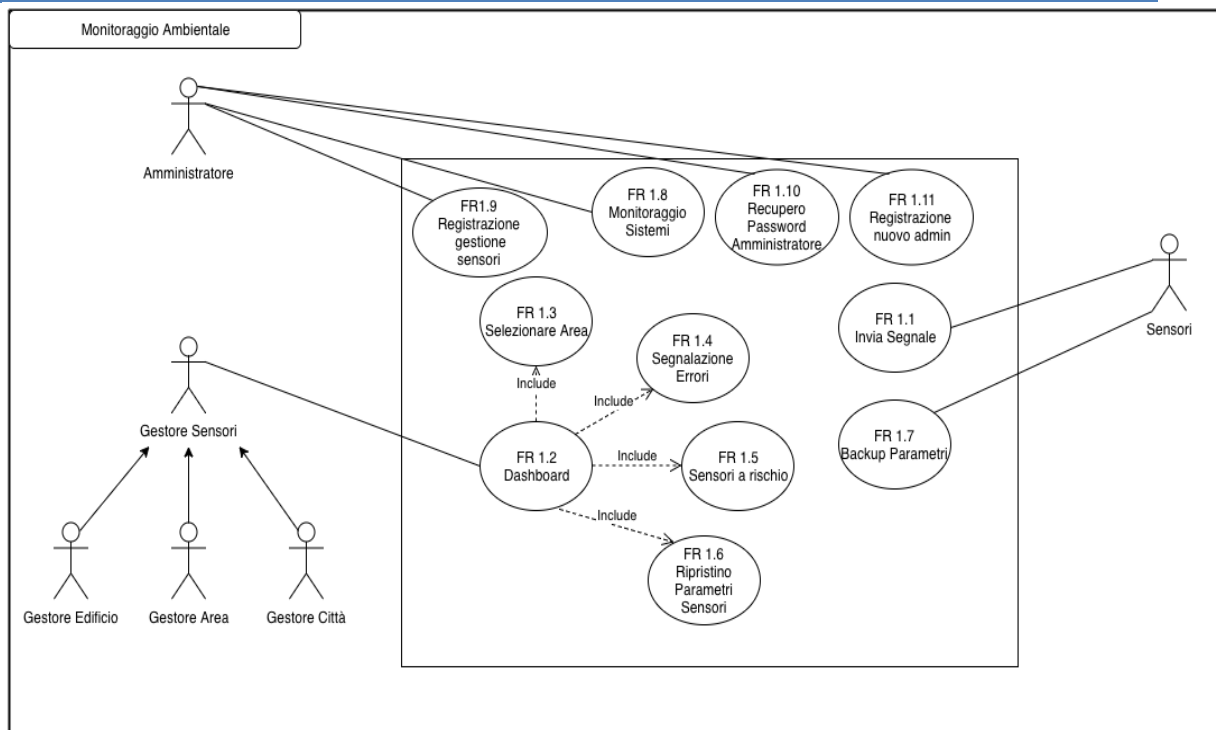 Monitoraggio Ambientale
Amministratore
FR1.9
Registrazione
gestione
sensori
FR 1.8
Monitoraggio
Sistemi
FR 1.10
Recupero
Password
Amministratore
FR 1.11
Registrazione
nuovo admin
FR 1.3
Selezionare Area
FR 1.4
Segnalazione
Errori
FR 1.1
Invia Segnale
Sensori
Include
Include
Gestore Sensori
FR 1.2
Dashboard
Include
FR 1.5
Sensori a rischio
FR 1.7
Backup Parametri
Include
FR 1.6
Ripristino
Parametri
Sensori
Gestore Edificio
Gestore Area
Gestore Città